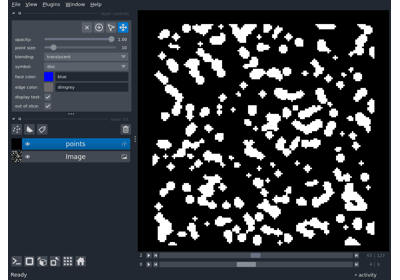 File View Plugins Window Help
opacity: 1.00
point size: 10
blending: translucent
symbol: disc
face color: blue
edge color: dimgrey
display text:
out of slice:
points
Image
Ready
activity